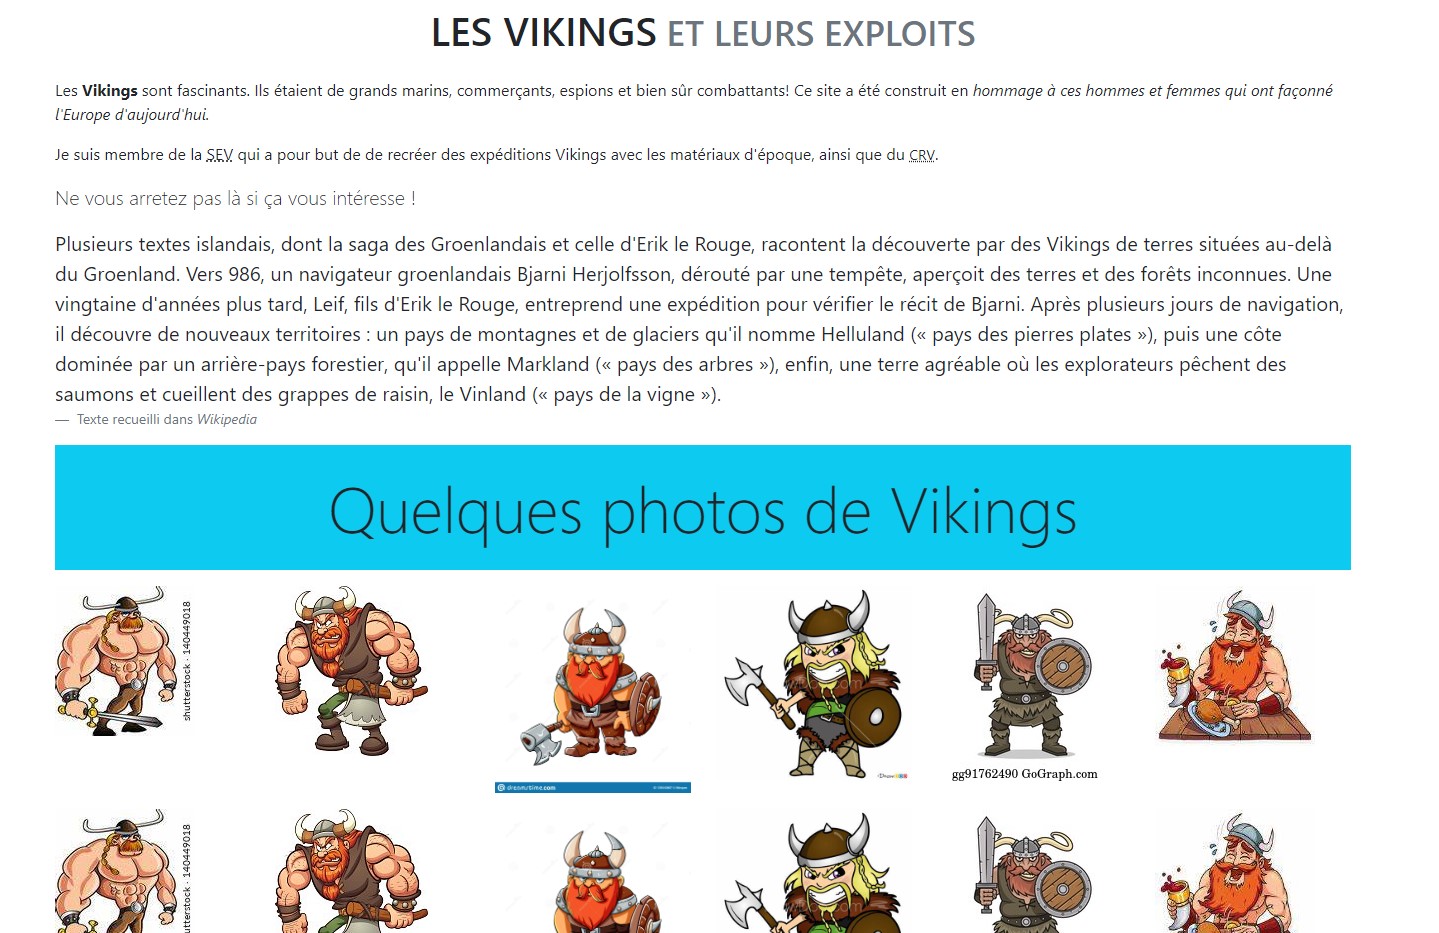 LES VIKINGS ET LEURS EXPLOITS
Les Vikings sont fascinants. Ils étaient de grands marins, commerçants, espions et bien sûr combattants! Ce site a été construit en hommage à ces hommes et femmes qui ont façonné
l'Europe d'aujourd'hui.
Je suis membre de la SEV qui a pour but de de recréer des expéditions Vikings avec les matériaux d'époque, ainsi que du CRV.
Ne vous arretez pas là si ça vous intéresse !
Plusieurs textes islandais, dont la saga des Groenlandais et celle d'Erik le Rouge, racontent la découverte par des Vikings de terres situées au-delà
du Groenland. Vers 986, un navigateur groenlandais Bjarni Herjolfsson, dérouté par une tempête, aperçoit des terres et des forêts inconnues. Une
vingtaine d'années plus tard, Leif, fils d'Erik le Rouge, entreprend une expédition pour vérifier le récit de Bjarni. Après plusieurs jours de navigation,
il découvre de nouveaux territoires : un pays de montagnes et de glaciers qu'il nomme Helluland (« pays des pierres plates »), puis une côte
dominée par un arrière-pays forestier, qu'il appelle Markland (« pays des arbres »), enfin, une terre agréable où les explorateurs pêchent des
saumons et cueillent des grappes de raisin, le Vinland (« pays de la vigne »).
— Texte recueilli dans Wikipedia
Quelques photos de Vikings
shutterstock · 140449018
dreamstime.com
gg91762490 GoGraph.com
utterstock · 140449018